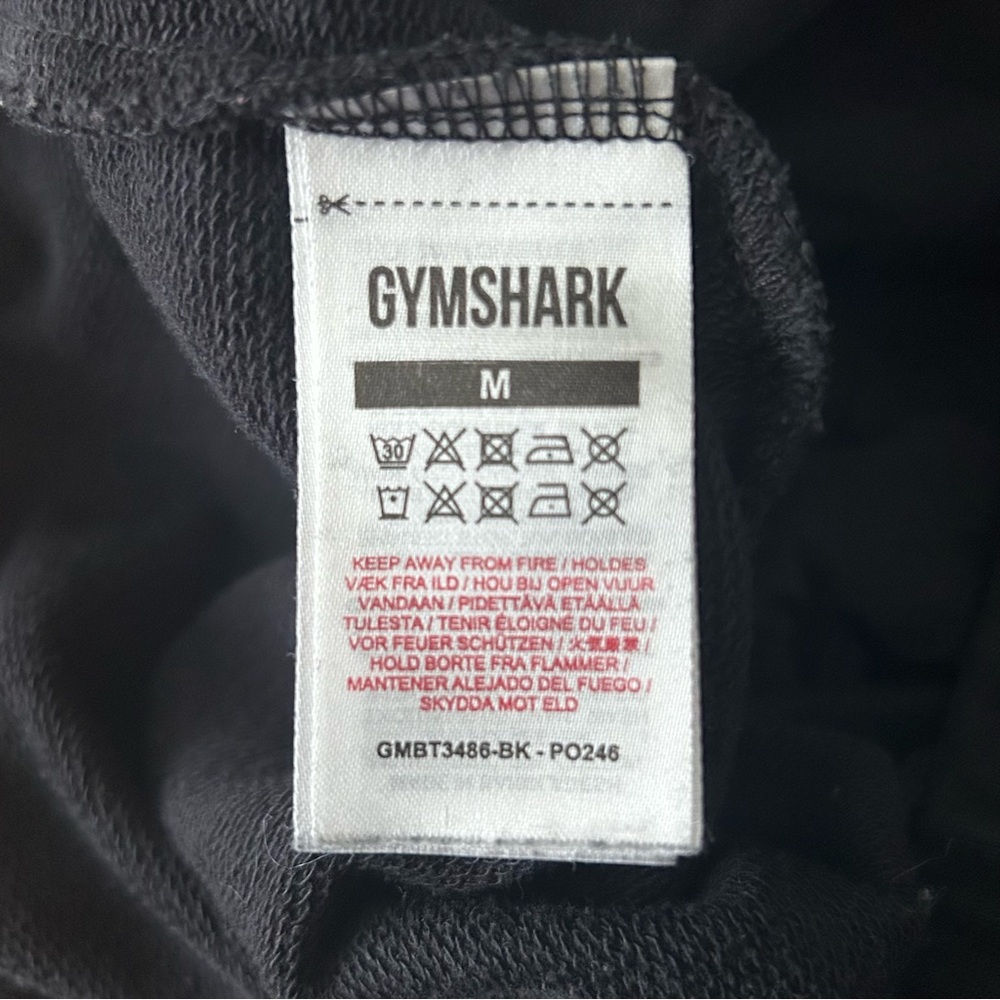 GYMSHARK
M
30
KEEP AWAY FROM FIRE / HOLDES
VÆK FRA ILD / HOU BIJ OPEN VUUR
VANDAAN / PIDETTÄVÄ ETÄÄLLÄ
TULESTA / TENIR ÉLOIGNÉ DU FEU /
VOR FEUER SCHÜTZEN / 火気厳禁 /
HOLD BORTE FRA FLAMMER /
MANTENER ALEJADO DEL FUEGO /
SKYDDA MOT ELD
GMBT3486-BK - PO246